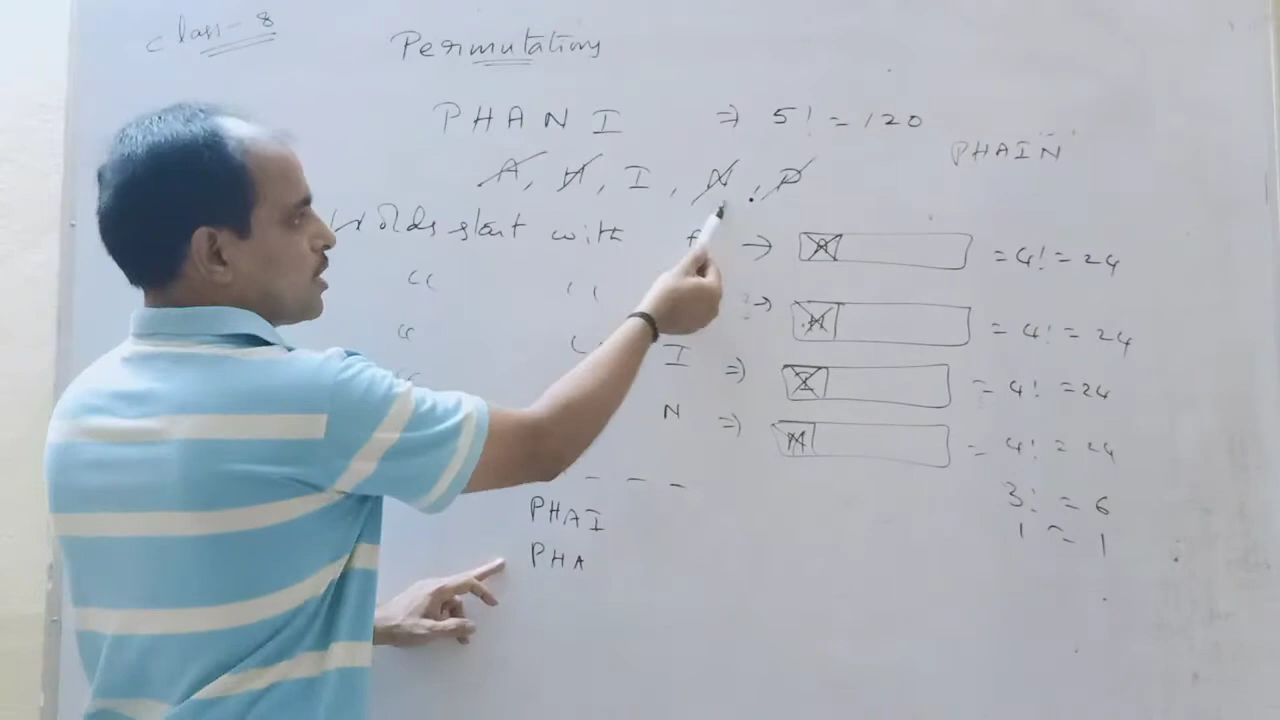 Class-8
Permutations
PHANI ⇒ 5! = 120
PHAIN
A, H, I, N, P
Words start with → A = 4! = 24
" " → H = 4! = 24
" " I ⇒ I = 4! = 24
" N ⇒ N = 4! = 24
- - -
PHAI 3! = 6
PHA 1 = 1